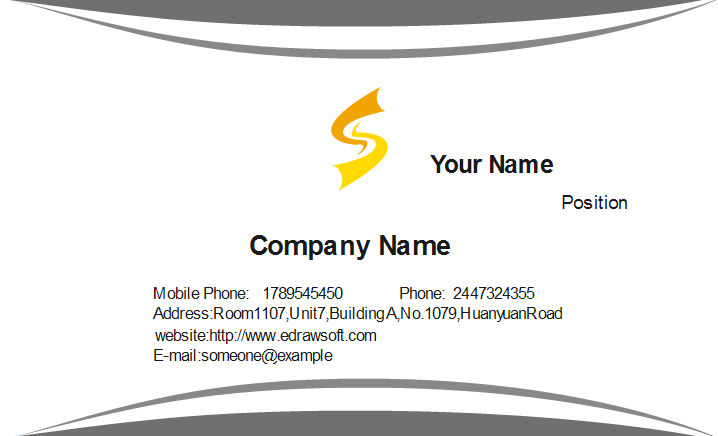 Your Name
Position
Company Name
Mobile Phone: 1789545450 Phone: 2447324355
Address:Room1107,Unit7,Building A,No.1079,HuanyuanRoad
website:http://www.edrawsoft.com
E-mail:someone@example